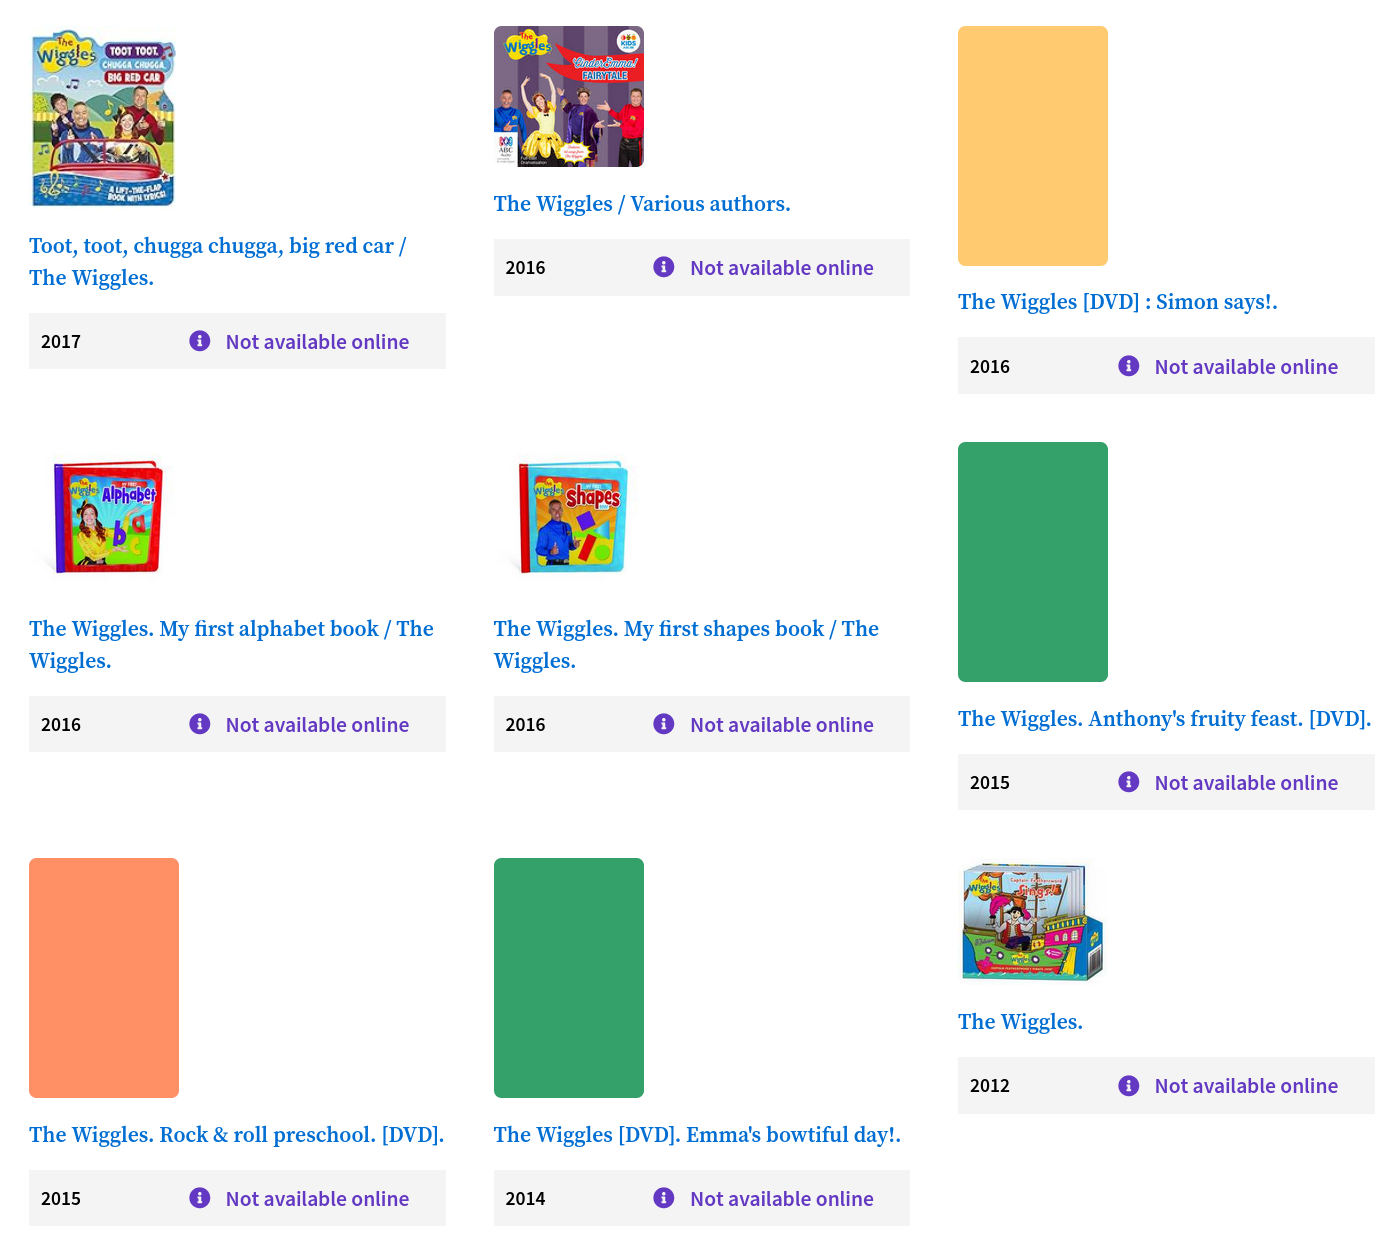 The Wiggles
TOOT TOOT,
CHUGGA CHUGGA,
BIG RED CAR
A LIFT-THE-FLAP
BOOK WITH LYRICS!
Toot, toot, chugga chugga, big red car /
The Wiggles.
2017
Not available online
The Wiggles
KIDS
CinderEmma!
FAIRYTALE
ABC
The Wiggles / Various authors.
2016
Not available online
The Wiggles [DVD] : Simon says!.
2016
Not available online
The Wiggles
MY FIRST
Alphabet
b
a
c
The Wiggles. My first alphabet book / The
Wiggles.
2016
Not available online
The Wiggles
MY FIRST
Shapes
The Wiggles. My first shapes book / The
Wiggles.
2016
Not available online
The Wiggles. Anthony's fruity feast. [DVD].
2015
Not available online
The Wiggles. Rock & roll preschool. [DVD].
2015
Not available online
The Wiggles [DVD]. Emma's bowtiful day!.
2014
Not available online
The Wiggles
Captain Feathersword
Sings!
The Wiggles.
2012
Not available online